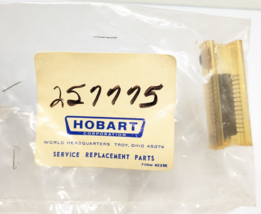 257775
HOBART
CORPORATION
WORLD HEADQUARTERS TROY, OHIO 45374
SERVICE REPLACEMENT PARTS